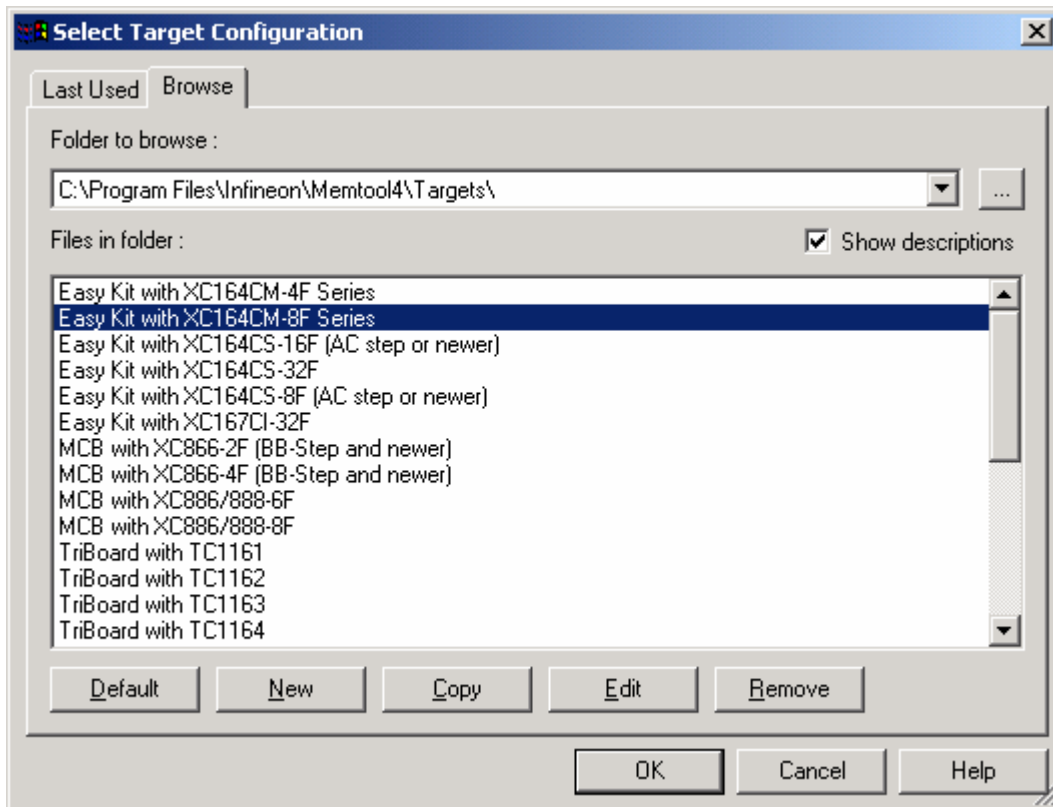 Select Target Configuration
Last Used Browse
Folder to browse :
C:\Program Files\Infineon\Memtool4\Targets\ ...
Files in folder : Show descriptions
Easy Kit with XC164CM-4F Series
Easy Kit with XC164CM-8F Series
Easy Kit with XC164CS-16F (AC step or newer)
Easy Kit with XC164CS-32F
Easy Kit with XC164CS-8F (AC step or newer)
Easy Kit with XC167CI-32F
MCB with XC866-2F (BB-Step and newer)
MCB with XC866-4F (BB-Step and newer)
MCB with XC886/888-6F
MCB with XC886/888-8F
TriBoard with TC1161
TriBoard with TC1162
TriBoard with TC1163
TriBoard with TC1164
Default New Copy Edit Remove
OK Cancel Help